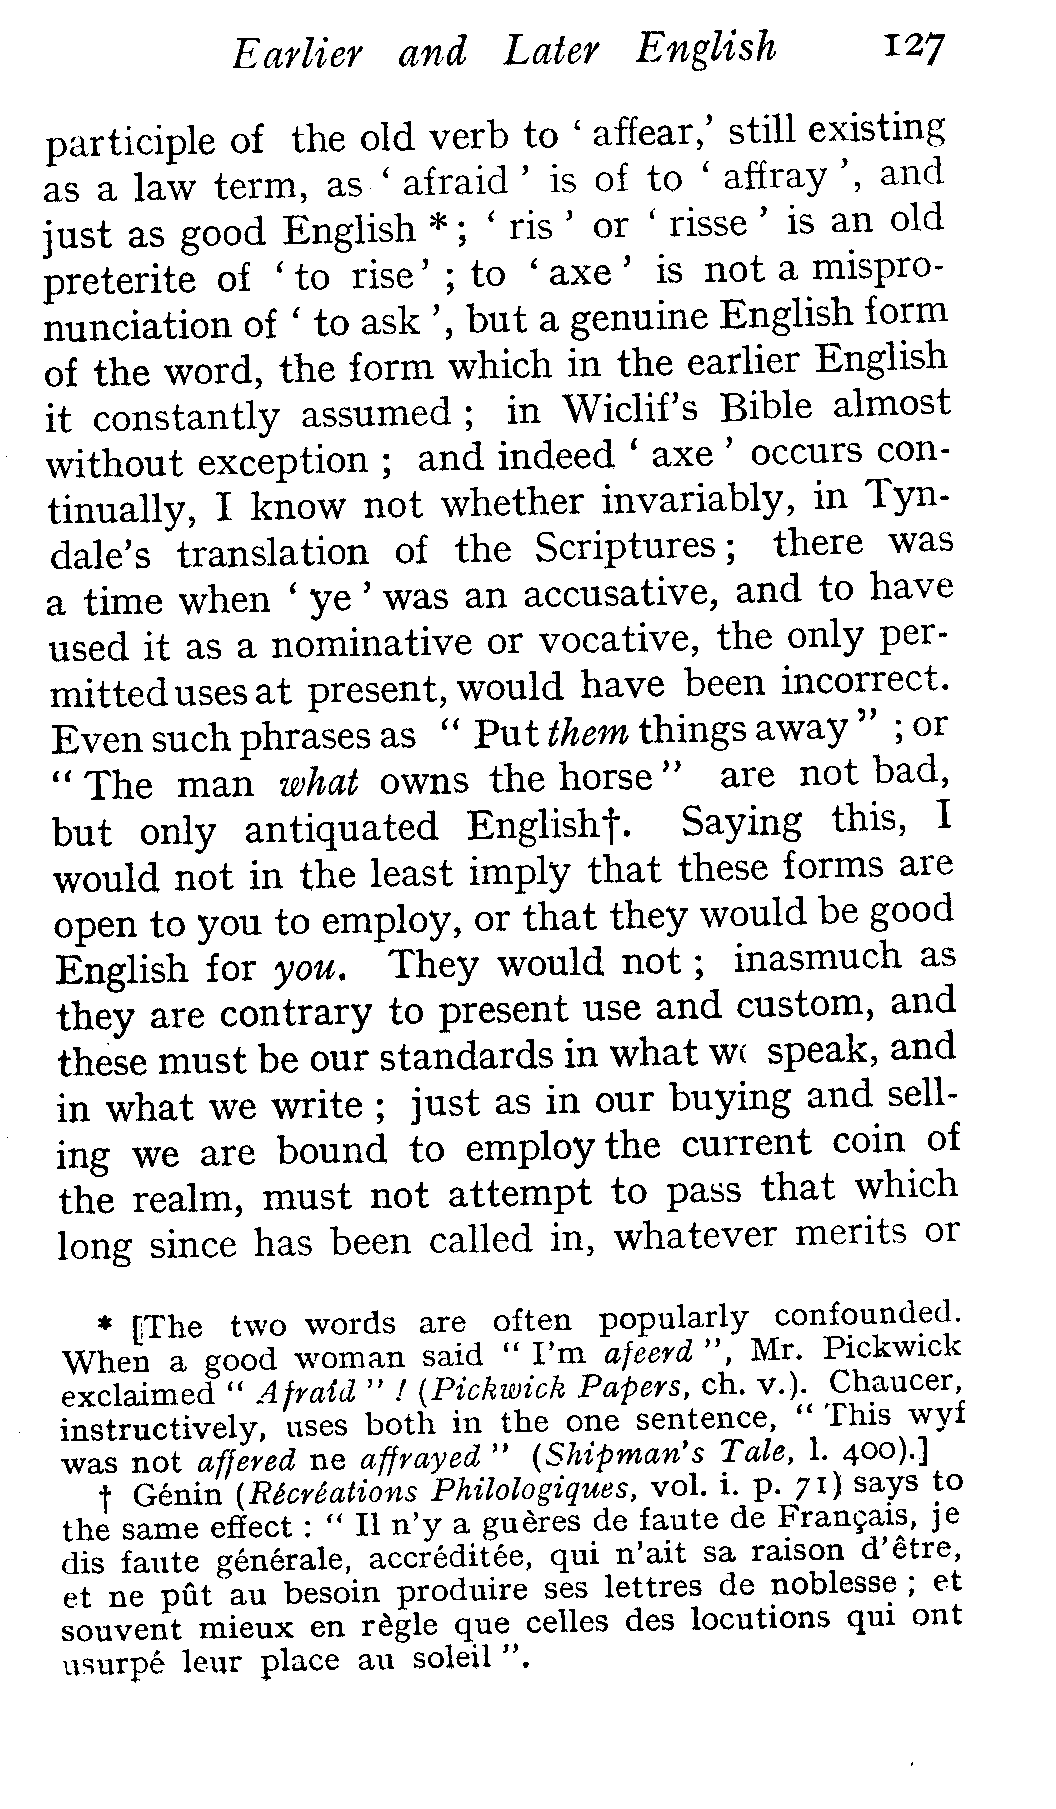 Earlier and Later English 127
participle of the old verb to ‘ affear,’ still existing
as a law term, as ‘ afraid ’ is of to ‘ affray ’, and
just as good English * ; ‘ ris ’ or ‘ risse ’ is an old
preterite of ‘ to rise ’ ; to ‘ axe ’ is not a mispro-
nunciation of ‘ to ask ’, but a genuine English form
of the word, the form which in the earlier English
it constantly assumed ; in Wiclif’s Bible almost
without exception ; and indeed ‘ axe ’ occurs con-
tinually, I know not whether invariably, in Tyn-
dale’s translation of the Scriptures ; there was
a time when ‘ ye ’ was an accusative, and to have
used it as a nominative or vocative, the only per-
mitted uses at present, would have been incorrect.
Even such phrases as “ Put them things away ” ; or
“ The man what owns the horse ” are not bad,
but only antiquated English†. Saying this, I
would not in the least imply that these forms are
open to you to employ, or that they would be good
English for you. They would not ; inasmuch as
they are contrary to present use and custom, and
these must be our standards in what we speak, and
in what we write ; just as in our buying and sell-
ing we are bound to employ the current coin of
the realm, must not attempt to pass that which
long since has been called in, whatever merits or
* [The two words are often popularly confounded.
When a good woman said “ I’m afeerd ”, Mr. Pickwick
exclaimed “ Afraid ” ! (Pickwick Papers, ch. v.). Chaucer,
instructively, uses both in the one sentence, “ This wyf
was not affered ne affrayed ” (Shipman’s Tale, l. 400).]
† Génin (Récréations Philologiques, vol. i. p. 71) says to
the same effect : “ Il n’y a guères de faute de Français, je
dis faute générale, accréditée, qui n’ait sa raison d’être,
et ne pût au besoin produire ses lettres de noblesse ; et
souvent mieux en règle que celles des locutions qui ont
usurpé leur place au soleil ”.